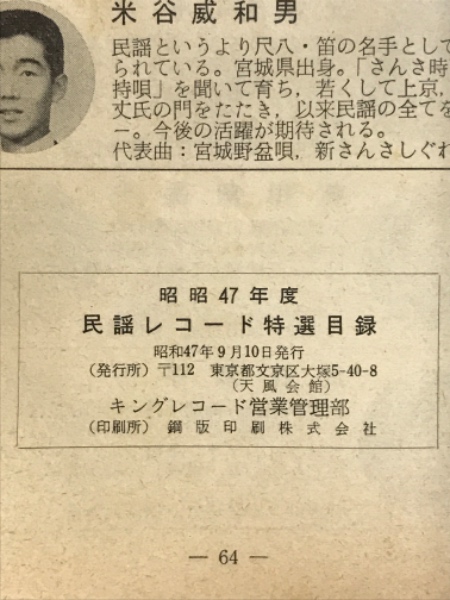 米谷威和男
民謡というより尺八・笛の名手として
られている。宮城県出身。「さんさ時
持唄」を聞いて育ち，若くして上京，
丈氏の門をたたき，以来民謡の全てを
ー。今後の活躍が期待される。
代表曲：宮城野盆唄，新さんさしぐれ
昭昭47年度
民謡レコード特選目録
昭和47年9月10日発行
（発行所）〒112 東京都文京区大塚5-40-8
（天風会館）
キングレコード営業管理部
（印刷所）鋼版印刷株式会社
― 64 ―